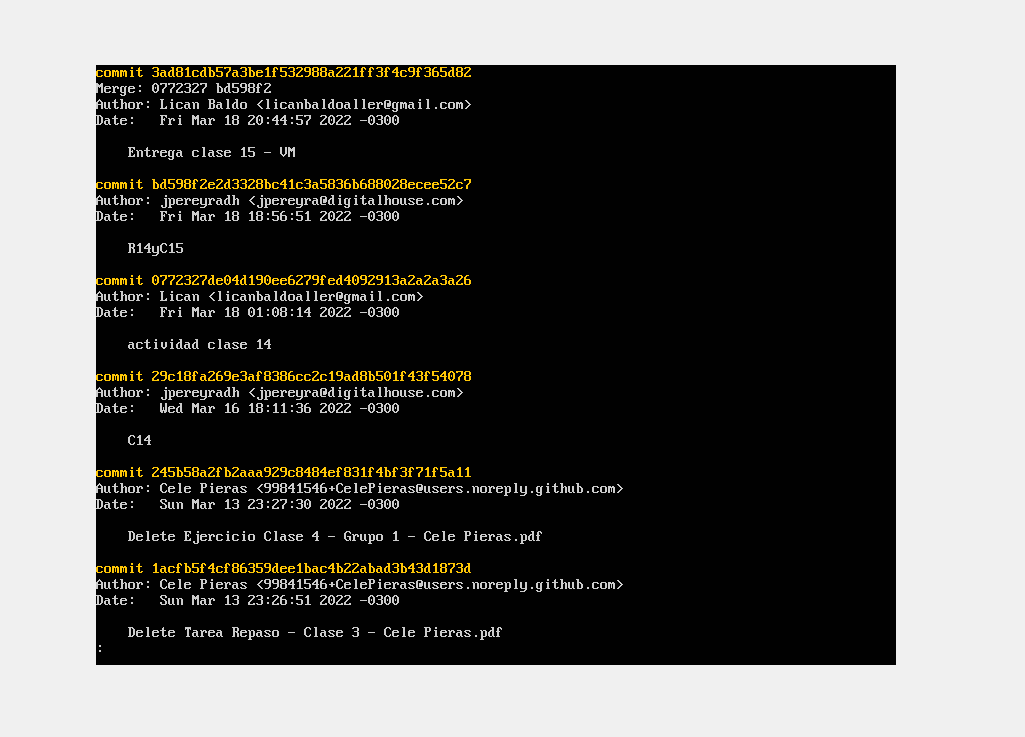 commit 3ad81cdb57a3be1f532988a221ff3f4c9f365d82
Merge: 0772327 bd598f2
Author: Lican Baldo <licanbaldoaller@gmail.com>
Date:   Fri Mar 18 20:44:57 2022 -0300
Entrega clase 15 - VM
commit bd598f2e2d3328bc41c3a5836b688028ecee52c7
Author: jpereyradh <jpereyra@digitalhouse.com>
Date:   Fri Mar 18 18:56:51 2022 -0300
R14yC15
commit 0772327de04d190ee6279fed4092913a2a2a3a26
Author: Lican <licanbaldoaller@gmail.com>
Date:   Fri Mar 18 01:08:14 2022 -0300
actividad clase 14
commit 29c18fa269e3af8386cc2c19ad8b501f43f54078
Author: jpereyradh <jpereyra@digitalhouse.com>
Date:   Wed Mar 16 18:11:36 2022 -0300
C14
commit 245b58a2fb2aaa929c8484ef831f4bf3f71f5a11
Author: Cele Pieras <99841546+CelePieras@users.noreply.github.com>
Date:   Sun Mar 13 23:27:30 2022 -0300
Delete Ejercicio Clase 4 - Grupo 1 - Cele Pieras.pdf
commit 1acfb5f4cf86359dee1bac4b22abad3b43d1873d
Author: Cele Pieras <99841546+CelePieras@users.noreply.github.com>
Date:   Sun Mar 13 23:26:51 2022 -0300
Delete Tarea Repaso - Clase 3 - Cele Pieras.pdf
: